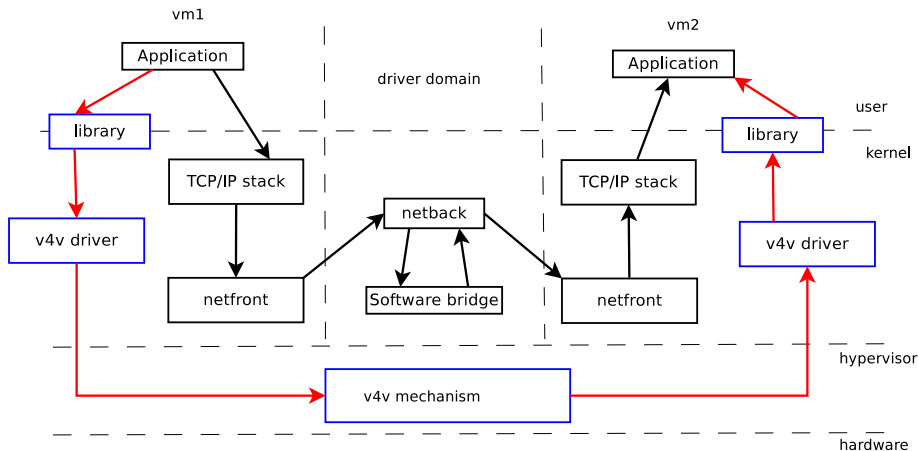 vm1
vm2
Application
driver domain
Application
user
library
library
kernel
TCP/IP stack
TCP/IP stack
netback
v4v driver
v4v driver
netfront
Software bridge
netfront
hypervisor
v4v mechanism
hardware